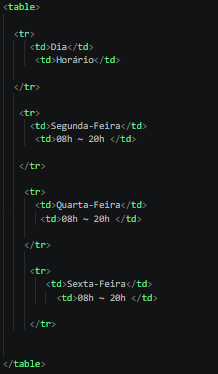 <table>
<tr>
<td>Dia</td>
<td>Horário</td>
</tr>
<tr>
<td>Segunda-Feira</td>
<td>08h ~ 20h </td>
</tr>
<tr>
<td>Quarta-Feira</td>
<td>08h ~ 20h </td>
</tr>
<tr>
<td>Sexta-Feira</td>
<td>08h ~ 20h </td>
</tr>
</table>